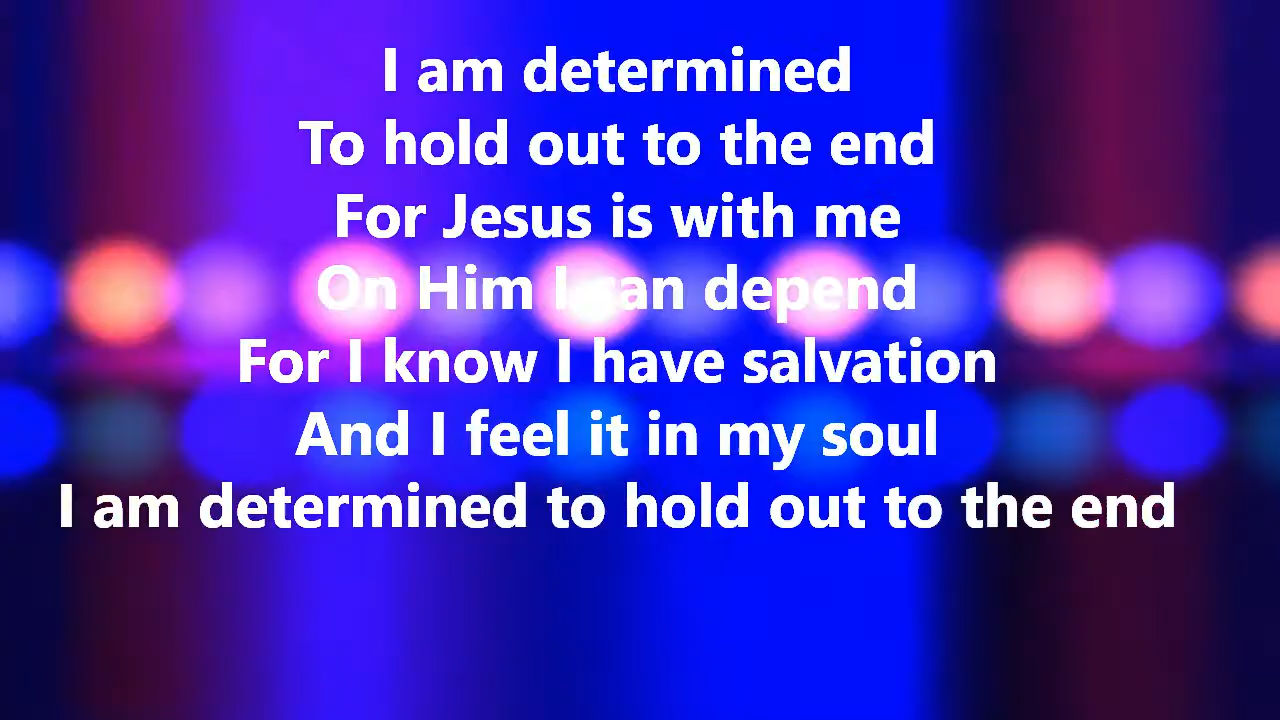 I am determined
To hold out to the end
For Jesus is with me
On Him I can depend
For I know I have salvation
And I feel it in my soul
I am determined to hold out to the end